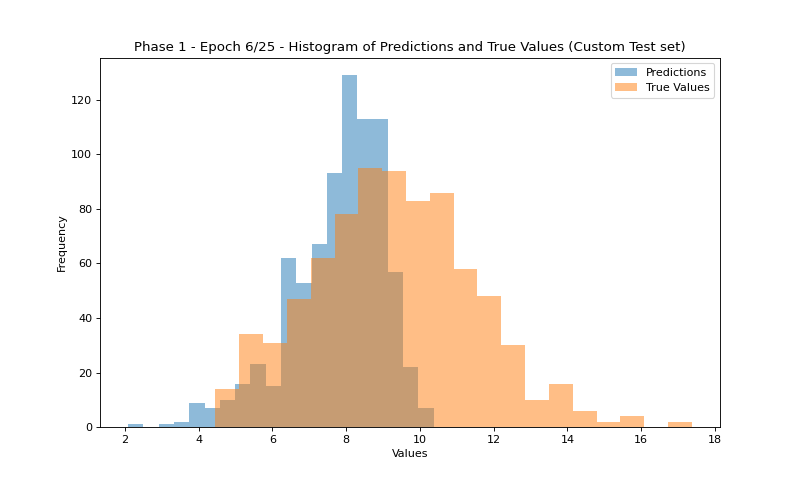 Phase 1 - Epoch 6/25 - Histogram of Predictions and True Values (Custom Test set)
Predictions
True Values
120
100
80
60
40
20
0
Frequency
2 4 6 8 10 12 14 16 18
Values